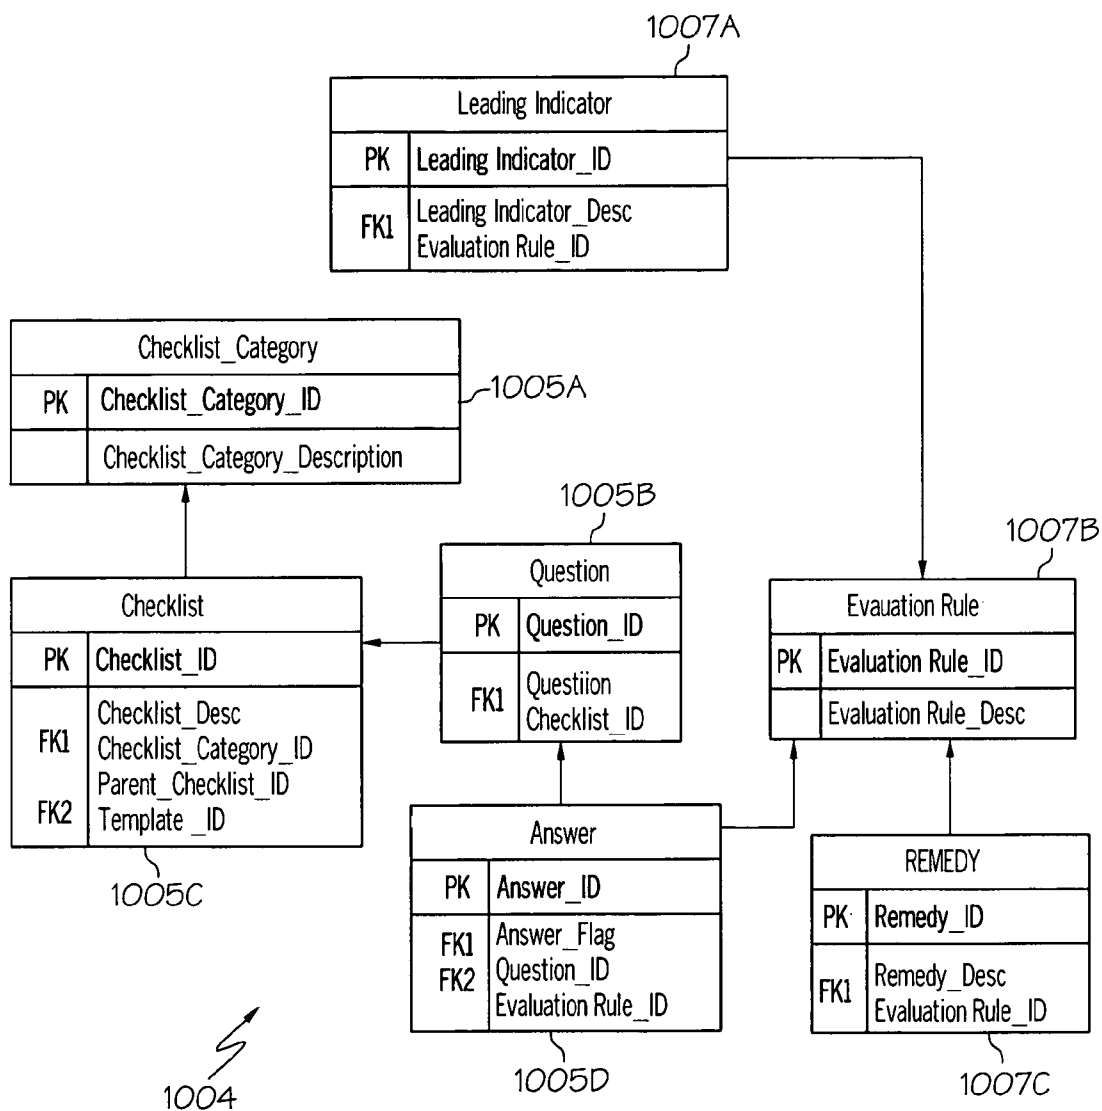 1007A
Leading Indicator
PK Leading Indicator_ID
FK1 Leading Indicator_Desc
Evaluation Rule_ID
Checklist_Category
PK Checklist_Category_ID
Checklist_Category_Description
1005A
1005B
Question
PK Question_ID
FK1 Questiion
Checklist_ID
1007B
Evauation Rule
PK Evaluation Rule_ID
Evaluation Rule_Desc
Checklist
PK Checklist_ID
Checklist_Desc
FK1 Checklist_Category_ID
Parent_Checklist_ID
FK2 Template _ID
1005C
Answer
PK Answer_ID
FK1 Answer_Flag
FK2 Question_ID
Evaluation Rule_ID
1005D
REMEDY
PK Remedy_ID
FK1 Remedy_Desc
Evaluation Rule_ID
1007C
1004